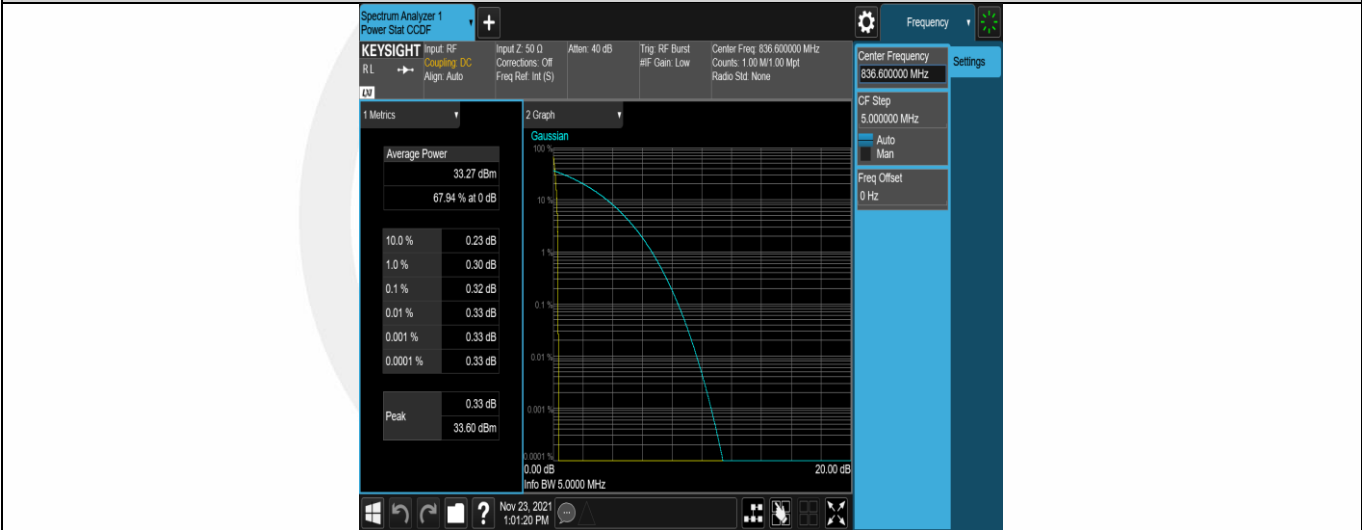 Spectrum Analyzer 1
Power Stat CCDF
Frequency
KEYSIGHT
R L
LXI
Input: RF
Coupling: DC
Align: Auto
Input Z: 50 Ω
Corrections: Off
Freq Ref: Int (S)
Atten: 40 dB
Trig: RF Burst
#IF Gain: Low
Center Freq: 836.600000 MHz
Counts: 1.00 M/1.00 Mpt
Radio Std: None
Center Frequency
836.600000 MHz
Settings
CF Step
5.000000 MHz
Auto
Man
Freq Offset
0 Hz
1 Metrics
Average Power
33.27 dBm
67.94 % at 0 dB
10.0 % 0.23 dB
1.0 % 0.30 dB
0.1 % 0.32 dB
0.01 % 0.33 dB
0.001 % 0.33 dB
0.0001 % 0.33 dB
Peak
0.33 dB
33.60 dBm
2 Graph
Gaussian
100 %
10 %
1 %
0.1 %
0.01 %
0.001 %
0.0001 %
0.00 dB 20.00 dB
Info BW 5.0000 MHz
?
Nov 23, 2021
1:01:20 PM